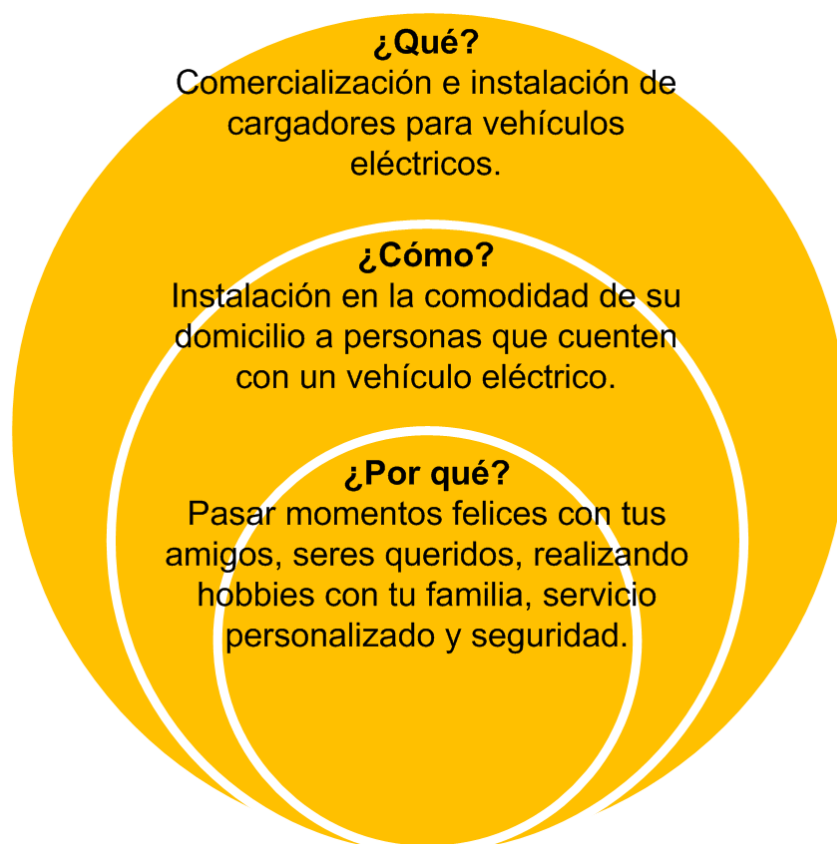 ¿Qué?
Comercialización e instalación de
cargadores para vehículos
eléctricos.
¿Cómo?
Instalación en la comodidad de su
domicilio a personas que cuenten
con un vehículo eléctrico.
¿Por qué?
Pasar momentos felices con tus
amigos, seres queridos, realizando
hobbies con tu familia, servicio
personalizado y seguridad.